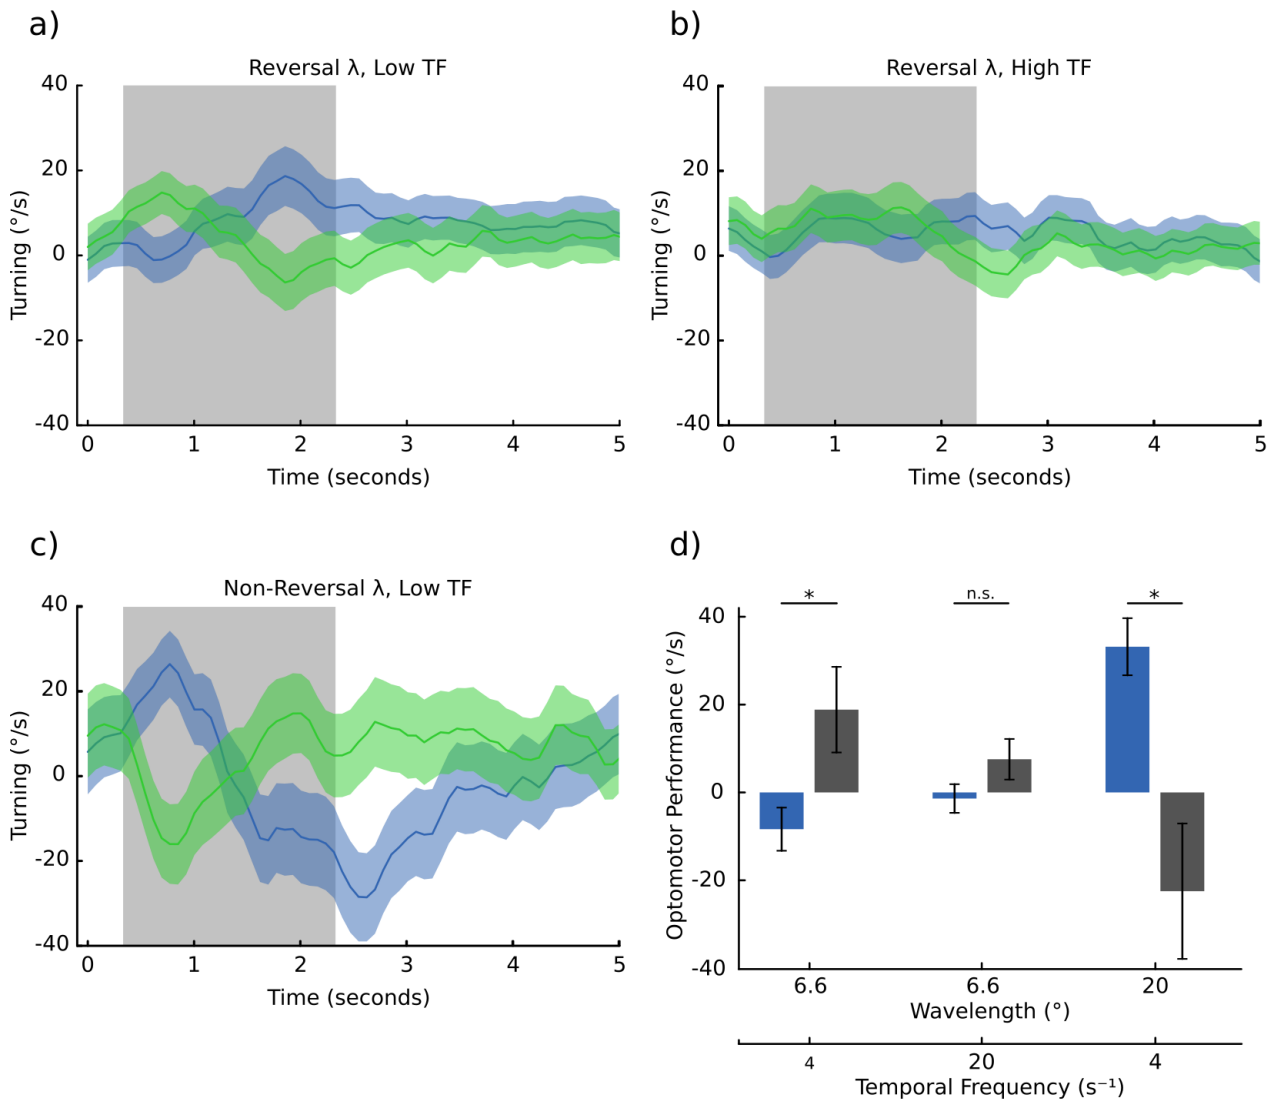 a)
Reversal λ, Low TF
40
20
0
-20
-40
Turning (°/s)
0 1 2 3 4 5
Time (seconds)
b)
Reversal λ, High TF
40
20
0
-20
-40
Turning (°/s)
0 1 2 3 4 5
Time (seconds)
c)
Non-Reversal λ, Low TF
40
20
0
-20
-40
Turning (°/s)
0 1 2 3 4 5
Time (seconds)
d)
* n.s. *
40
20
0
-20
-40
Optomotor Performance (°/s)
6.6 6.6 20
Wavelength (°)
4 20 4
Temporal Frequency (s⁻¹)